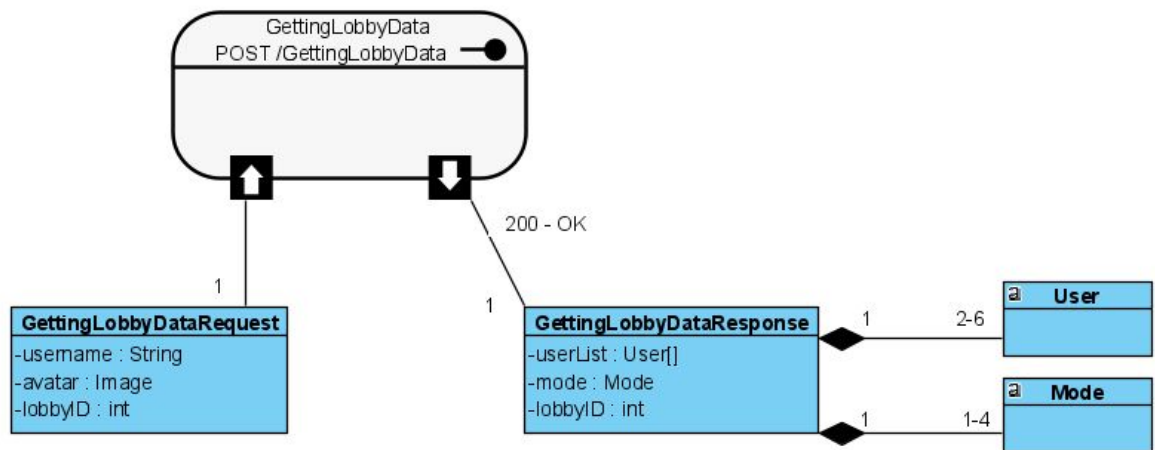 GettingLobbyData
POST /GettingLobbyData
200 - OK
1
1
GettingLobbyDataRequest
-username : String
-avatar : Image
-lobbyID : int
GettingLobbyDataResponse
-userList : User[]
-mode : Mode
-lobbyID : int
1
2-6
a User
1
1-4
a Mode